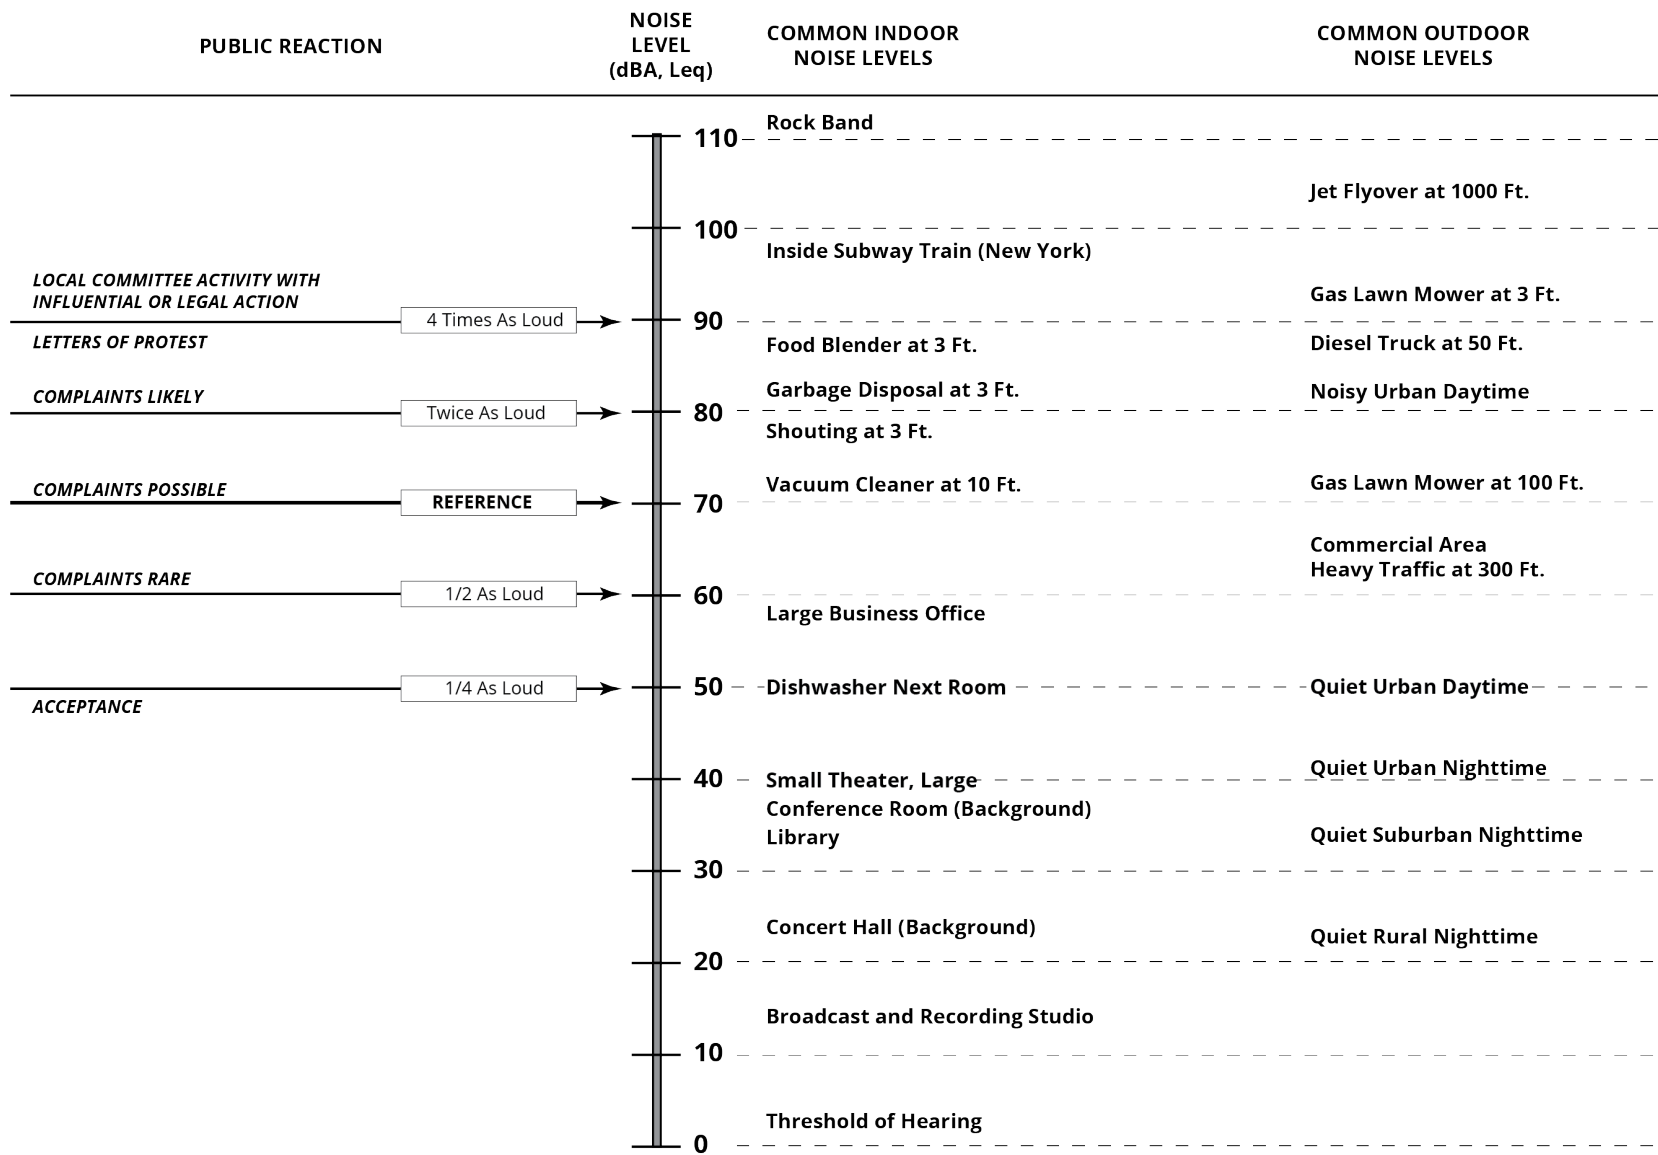 PUBLIC REACTION
NOISE
LEVEL
(dBA, Leq)
COMMON INDOOR
NOISE LEVELS
COMMON OUTDOOR
NOISE LEVELS
Rock Band
110
Jet Flyover at 1000 Ft.
100
Inside Subway Train (New York)
LOCAL COMMITTEE ACTIVITY WITH
INFLUENTIAL OR LEGAL ACTION
Gas Lawn Mower at 3 Ft.
4 Times As Loud
90
LETTERS OF PROTEST
Food Blender at 3 Ft.
Diesel Truck at 50 Ft.
COMPLAINTS LIKELY
Garbage Disposal at 3 Ft.
Noisy Urban Daytime
Twice As Loud
80
Shouting at 3 Ft.
COMPLAINTS POSSIBLE
Vacuum Cleaner at 10 Ft.
Gas Lawn Mower at 100 Ft.
REFERENCE
70
Commercial Area
Heavy Traffic at 300 Ft.
COMPLAINTS RARE
1/2 As Loud
60
Large Business Office
1/4 As Loud
50
Dishwasher Next Room
Quiet Urban Daytime
ACCEPTANCE
Quiet Urban Nighttime
40
Small Theater, Large
Conference Room (Background)
Library
Quiet Suburban Nighttime
30
Concert Hall (Background)
Quiet Rural Nighttime
20
Broadcast and Recording Studio
10
Threshold of Hearing
0